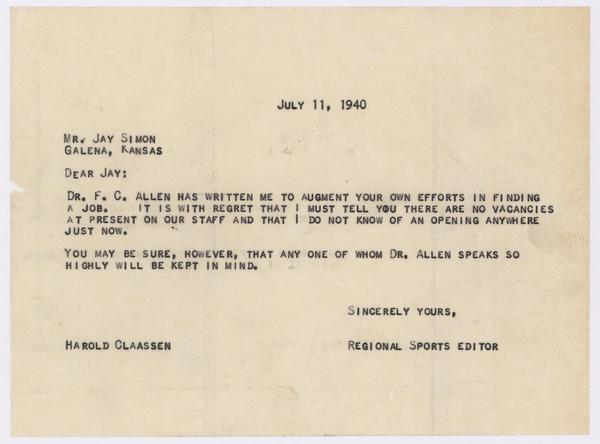 JULY 11, 1940
MR. JAY SIMON
GALENA, KANSAS
DEAR JAY:
DR. F. C. ALLEN HAS WRITTEN ME TO AUGMENT YOUR OWN EFFORTS IN FINDING
A JOB. IT IS WITH REGRET THAT I MUST TELL YOU THERE ARE NO VACANCIES
AT PRESENT ON OUR STAFF AND THAT I DO NOT KNOW OF AN OPENING ANYWHERE
JUST NOW.
YOU MAY BE SURE, HOWEVER, THAT ANY ONE OF WHOM DR. ALLEN SPEAKS SO
HIGHLY WILL BE KEPT IN MIND.
SINCERELY YOURS,
HAROLD CLAASSEN REGIONAL SPORTS EDITOR